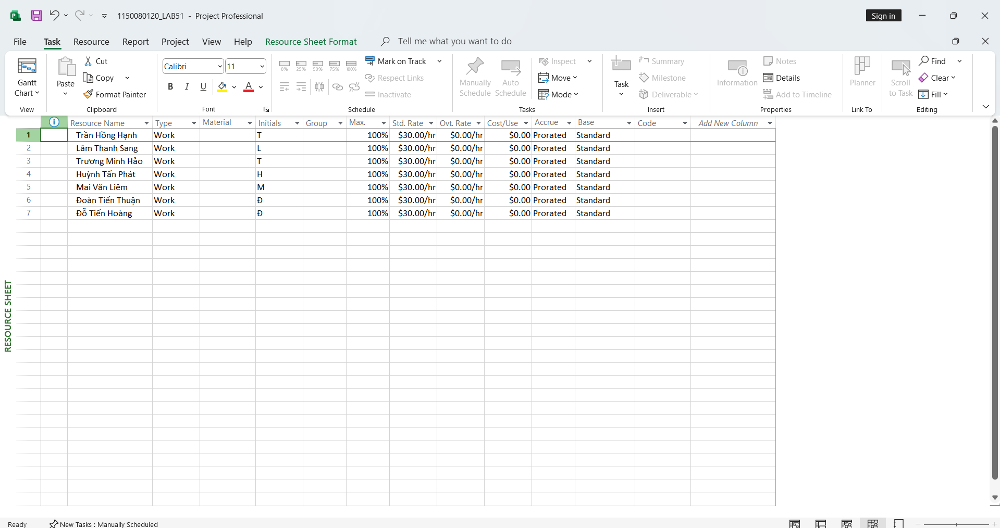 1150080120_LAB51 - Project Professional
Sign in
File Task Resource Report Project View Help Resource Sheet Format Tell me what you want to do
Gantt Chart
View
Paste
Cut
Copy
Format Painter
Clipboard
Calibri 11
B I U A
Font
0% 25% 50% 75% 100%
Mark on Track
Respect Links
Inactivate
Schedule
Manually Schedule
Auto Schedule
Inspect
Move
Mode
Tasks
Task
Summary
Milestone
Deliverable
Insert
Information
Notes
Details
Add to Timeline
Properties
Planner
Link To
Scroll to Task
Find
Clear
Fill
Editing
Resource Name Type Material Initials Group Max. Std. Rate Ovt. Rate Cost/Use Accrue Base Code Add New Column
1 Trần Hồng Hạnh Work T 100% $30.00/hr $0.00/hr $0.00 Prorated Standard
2 Lâm Thanh Sang Work L 100% $30.00/hr $0.00/hr $0.00 Prorated Standard
3 Trương Minh Hảo Work T 100% $30.00/hr $0.00/hr $0.00 Prorated Standard
4 Huỳnh Tấn Phát Work H 100% $30.00/hr $0.00/hr $0.00 Prorated Standard
5 Mai Văn Liêm Work M 100% $30.00/hr $0.00/hr $0.00 Prorated Standard
6 Đoàn Tiến Thuận Work Đ 100% $30.00/hr $0.00/hr $0.00 Prorated Standard
7 Đỗ Tiến Hoàng Work Đ 100% $30.00/hr $0.00/hr $0.00 Prorated Standard
RESOURCE SHEET
Ready New Tasks : Manually Scheduled